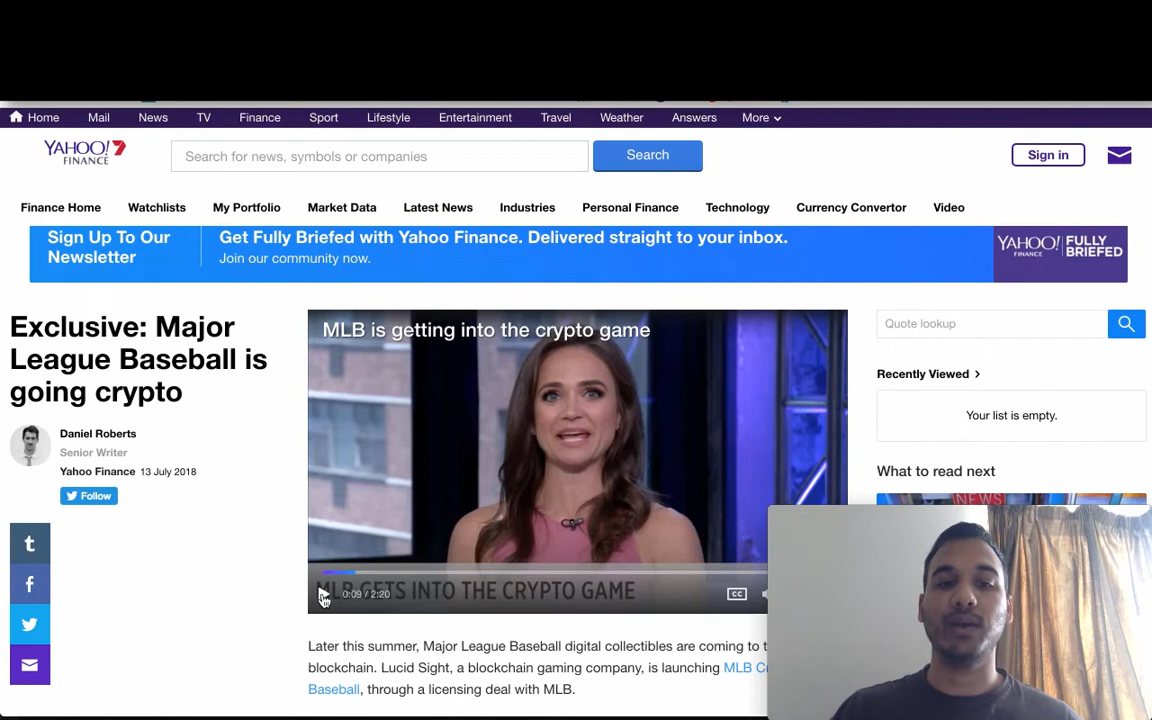 Home Mail News TV Finance Sport Lifestyle Entertainment Travel Weather Answers More
YAHOO! 7
FINANCE
Search for news, symbols or companies
Search
Sign in
Finance Home Watchlists My Portfolio Market Data Latest News Industries Personal Finance Technology Currency Convertor Video
Sign Up To Our
Newsletter
Get Fully Briefed with Yahoo Finance. Delivered straight to your inbox.
Join our community now.
YAHOO!
FINANCE
FULLY
BRIEFED
Exclusive: Major
League Baseball is
going crypto
Daniel Roberts
Senior Writer
Yahoo Finance 13 July 2018
Follow
t
f
MLB is getting into the crypto game
MLB GETS INTO THE CRYPTO GAME
0:09 / 2:20
CC
Later this summer, Major League Baseball digital collectibles are coming to
blockchain. Lucid Sight, a blockchain gaming company, is launching MLB
Baseball, through a licensing deal with MLB.
Quote lookup
Recently Viewed
Your list is empty.
What to read next
NEWS